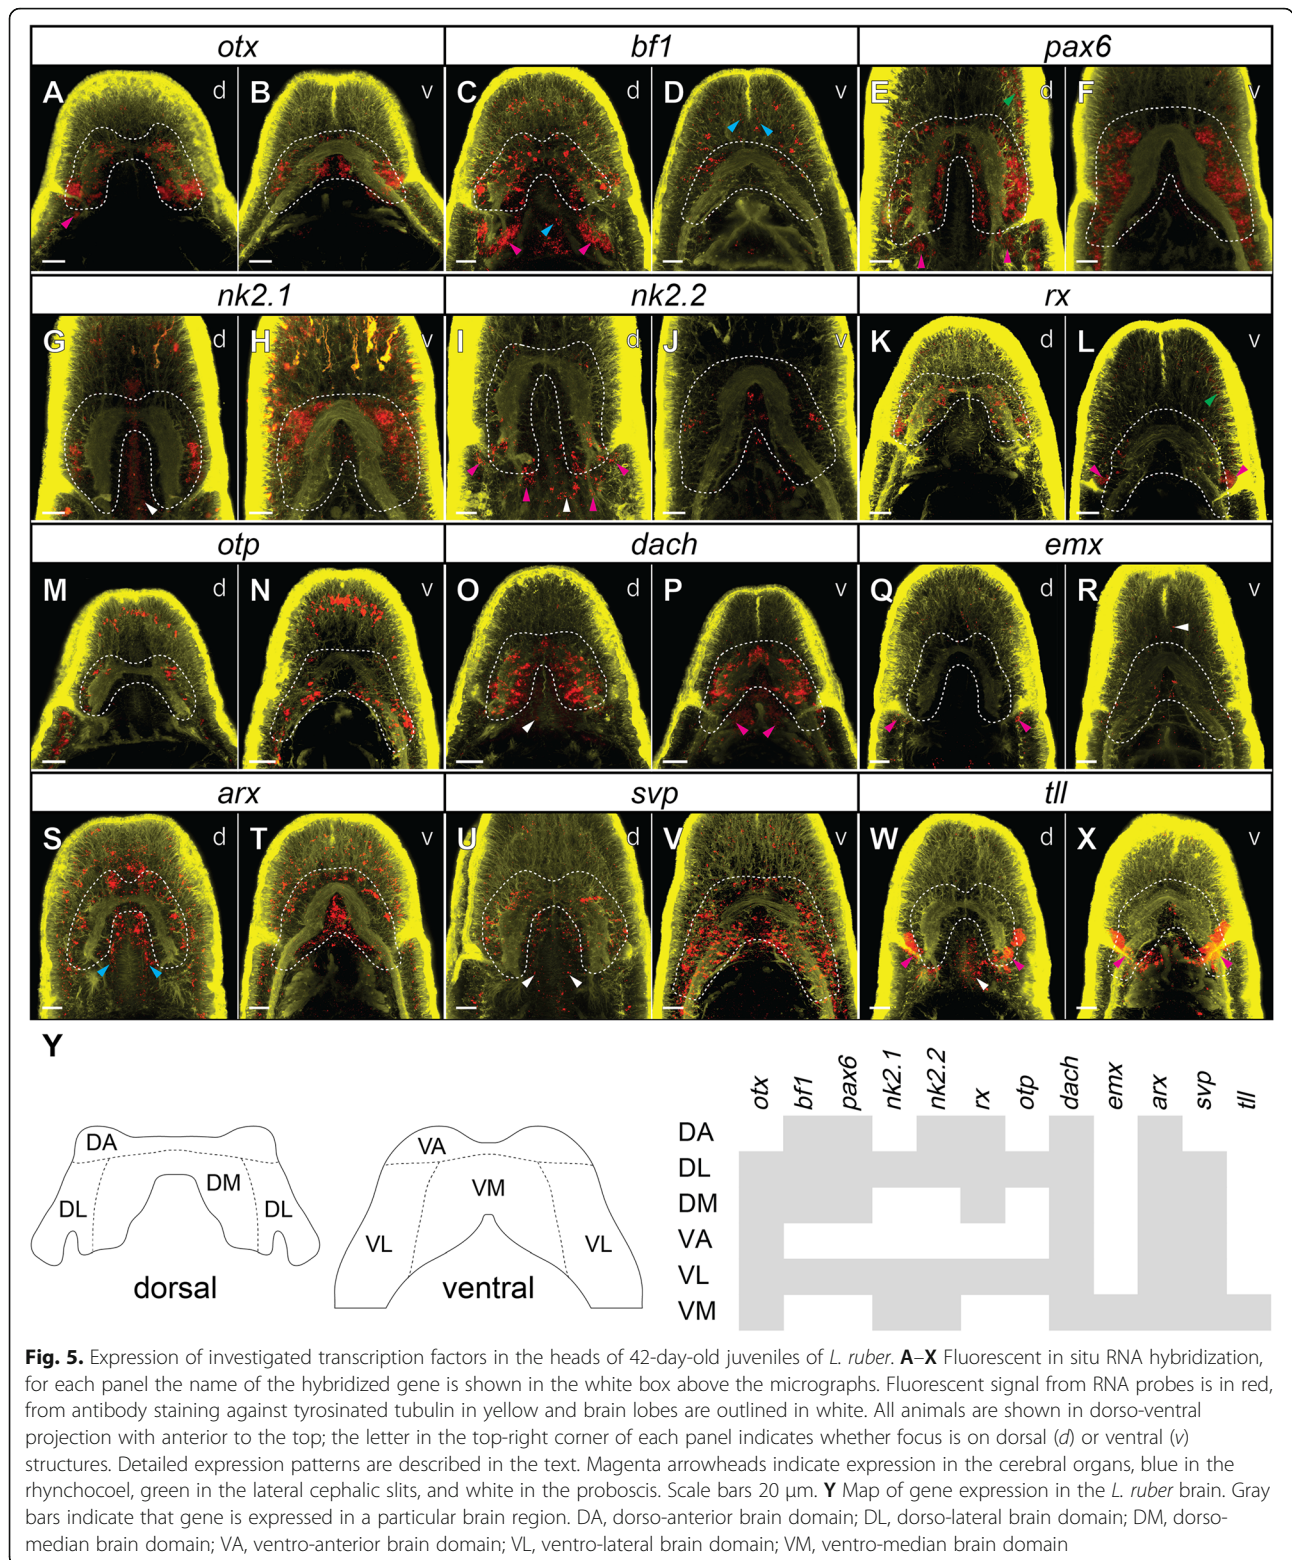 otx bf1 pax6
A d B v C d D v E d F v
nk2.1 nk2.2 rx
G d H v I d J v K d L v
otp dach emx
M d N v O d P v Q d R v
arx svp tll
S d T v U d V v W d X v
Y
otx bf1 pax6 nk2.1 nk2.2 rx otp dach emx arx svp tll
DA
DL
DM
VA
VL
VM
DA
DM
DL DL
dorsal
VA
VM
VL VL
ventral
Fig. 5. Expression of investigated transcription factors in the heads of 42-day-old juveniles of L. ruber. A–X Fluorescent in situ RNA hybridization,
for each panel the name of the hybridized gene is shown in the white box above the micrographs. Fluorescent signal from RNA probes is in red,
from antibody staining against tyrosinated tubulin in yellow and brain lobes are outlined in white. All animals are shown in dorso-ventral
projection with anterior to the top; the letter in the top-right corner of each panel indicates whether focus is on dorsal (d) or ventral (v)
structures. Detailed expression patterns are described in the text. Magenta arrowheads indicate expression in the cerebral organs, blue in the
rhynchocoel, green in the lateral cephalic slits, and white in the proboscis. Scale bars 20 μm. Y Map of gene expression in the L. ruber brain. Gray
bars indicate that gene is expressed in a particular brain region. DA, dorso-anterior brain domain; DL, dorso-lateral brain domain; DM, dorso-
median brain domain; VA, ventro-anterior brain domain; VL, ventro-lateral brain domain; VM, ventro-median brain domain